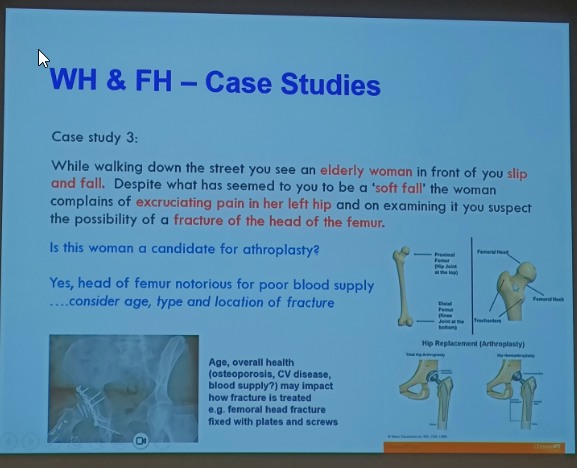 WH & FH – Case Studies
Case study 3:
While walking down the street you see an elderly woman in front of you slip
and fall. Despite what has seemed to you to be a 'soft fall' the woman
complains of excruciating pain in her left hip and on examining it you suspect
the possibility of a fracture of the head of the femur.
Is this woman a candidate for athroplasty?
Yes, head of femur notorious for poor blood supply
….consider age, type and location of fracture
Proximal
Femur
(Hip Joint
at the top)
Distal
Femur
(Knee
Joint at the
bottom)
Femoral Head
Femoral Neck
Trochanters
Hip Replacement (Arthroplasty)
Total Hip Arthroplasty
Hip Hemiarthroplasty
Age, overall health
(osteoporosis, CV disease,
blood supply?) may impact
how fracture is treated
e.g. femoral head fracture
fixed with plates and screws